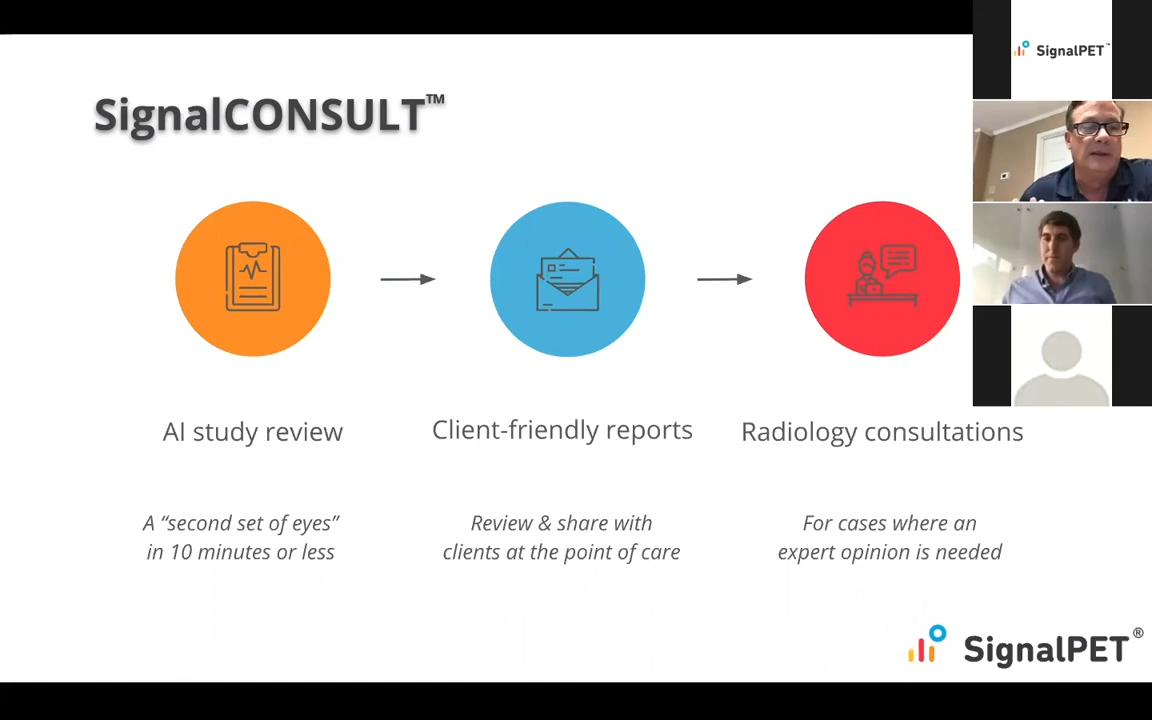 SignalPET™
SignalCONSULT™
AI study review
Client-friendly reports
Radiology consultations
A “second set of eyes”
in 10 minutes or less
Review & share with
clients at the point of care
For cases where an
expert opinion is needed
SignalPET®